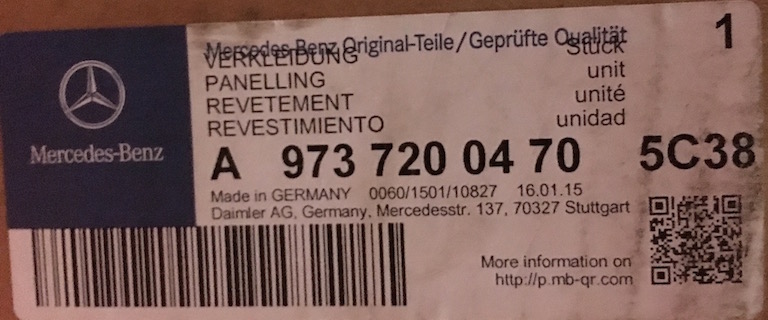 Mercedes-Benz Original-Teile/Geprüfte Qualität 1
VERKLEIDUNG Stück
PANELLING unit
REVETEMENT unité
REVESTIMIENTO unidad
Mercedes-Benz
A 973 720 04 70 5C38
Made in GERMANY 0060/1501/10827 16.01.15
Daimler AG, Germany, Mercedesstr. 137, 70327 Stuttgart
More information on
http://p.mb-qr.com